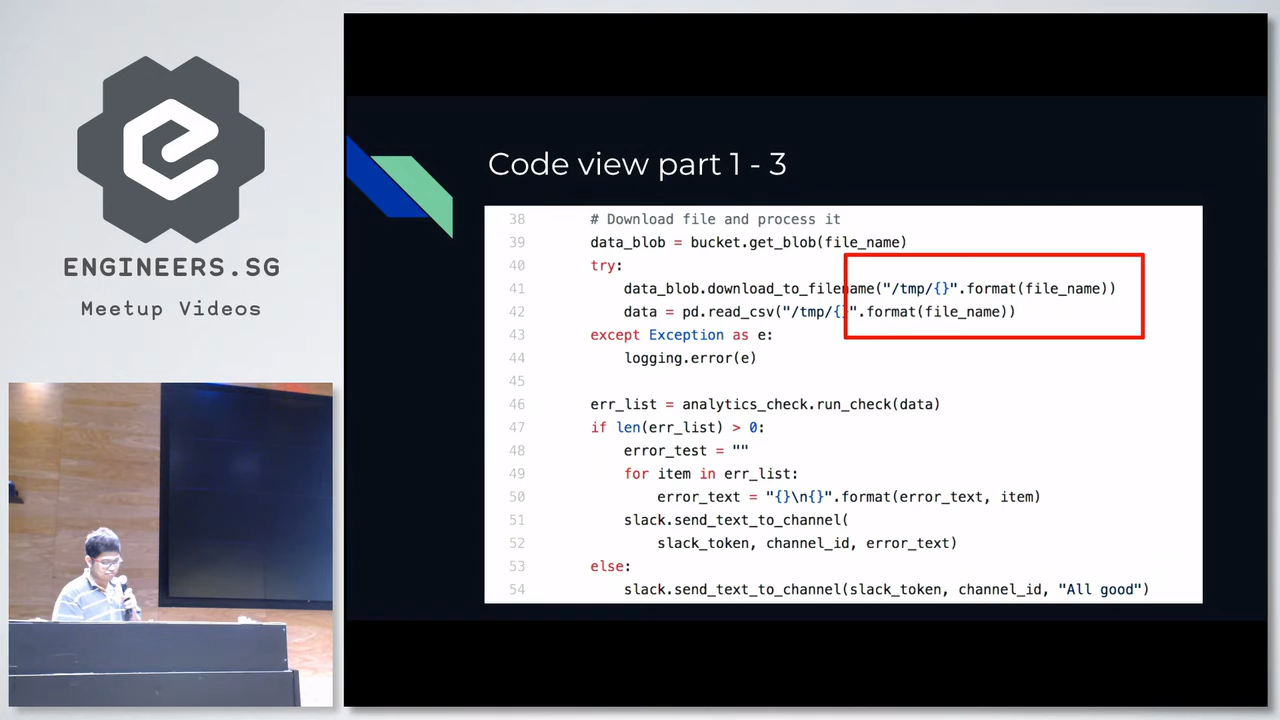 ENGINEERS.SG
Meetup Videos
Code view part 1 - 3
38 # Download file and process it
39 data_blob = bucket.get_blob(file_name)
40 try:
41 data_blob.download_to_filename("/tmp/{}".format(file_name))
42 data = pd.read_csv("/tmp/{}".format(file_name))
43 except Exception as e:
44 logging.error(e)
45
46 err_list = analytics_check.run_check(data)
47 if len(err_list) > 0:
48 error_test = ""
49 for item in err_list:
50 error_text = "{}\n{}".format(error_text, item)
51 slack.send_text_to_channel(
52 slack_token, channel_id, error_text)
53 else:
54 slack.send_text_to_channel(slack_token, channel_id, "All good")